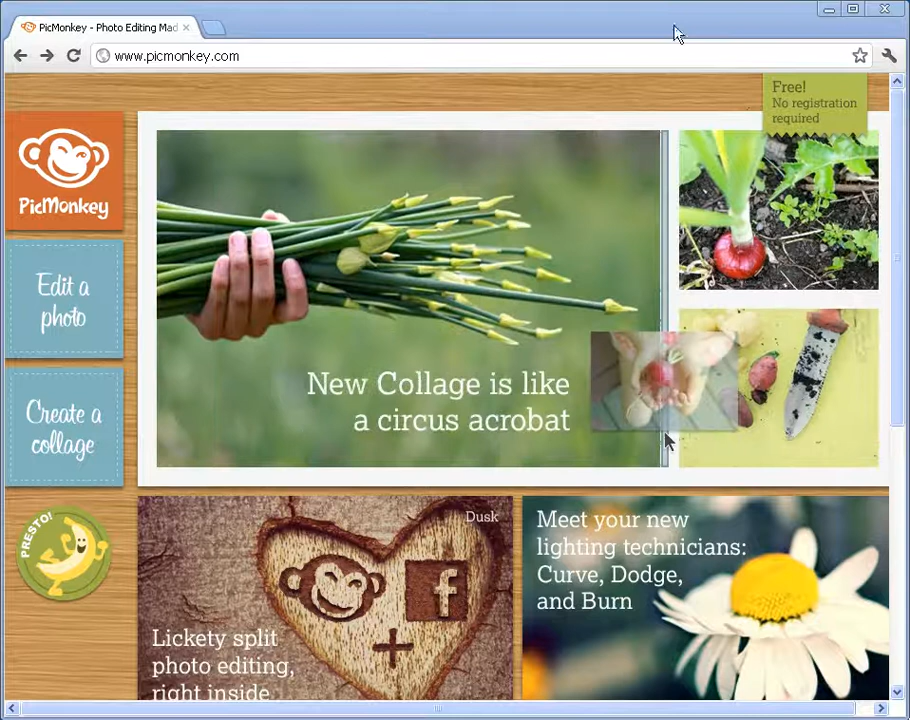 PicMonkey - Photo Editing Mad
www.picmonkey.com
Free!
No registration
required
PicMonkey
Edit a
photo
Create a
collage
PRESTO!
New Collage is like
a circus acrobat
Dusk
Lickety split
photo editing,
right inside
f
Meet your new
lighting technicians:
Curve, Dodge,
and Burn